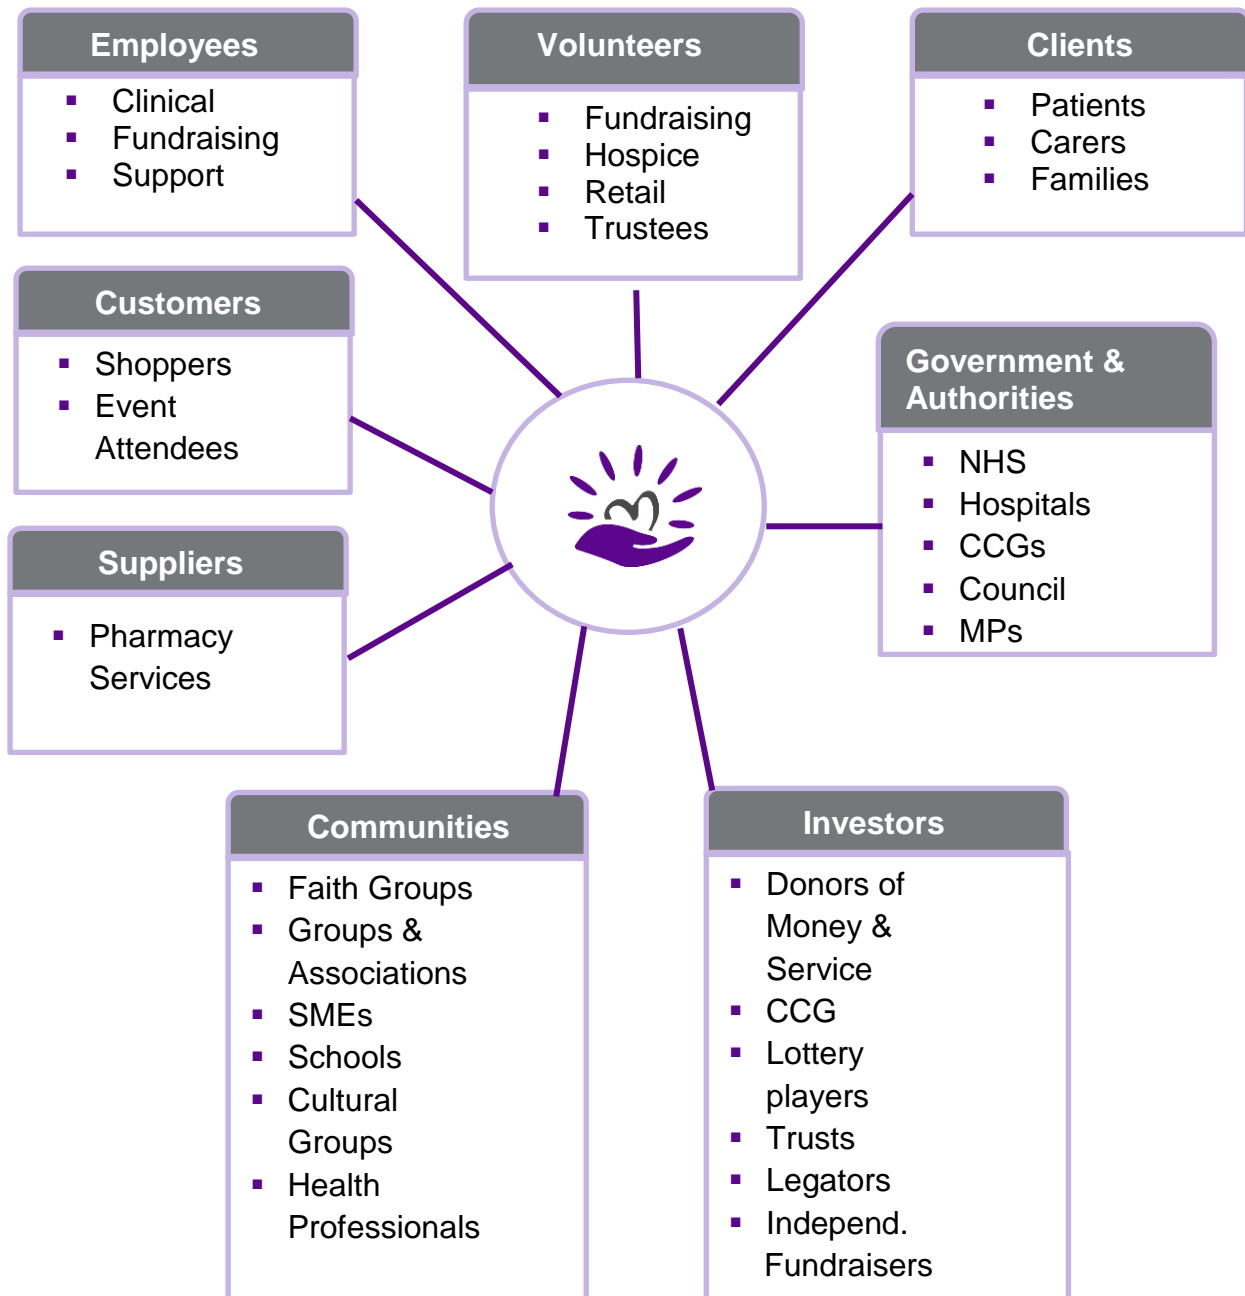 Employees
Clinical
Fundraising
Support
Volunteers
Fundraising
Hospice
Retail
Trustees
Clients
Patients
Carers
Families
Customers
Shoppers
Event
Attendees
Government &
Authorities
NHS
Hospitals
CCGs
Council
MPs
Suppliers
Pharmacy
Services
Communities
Faith Groups
Groups &
Associations
SMEs
Schools
Cultural
Groups
Health
Professionals
Investors
Donors of
Money &
Service
CCG
Lottery
players
Trusts
Legators
Independ.
Fundraisers